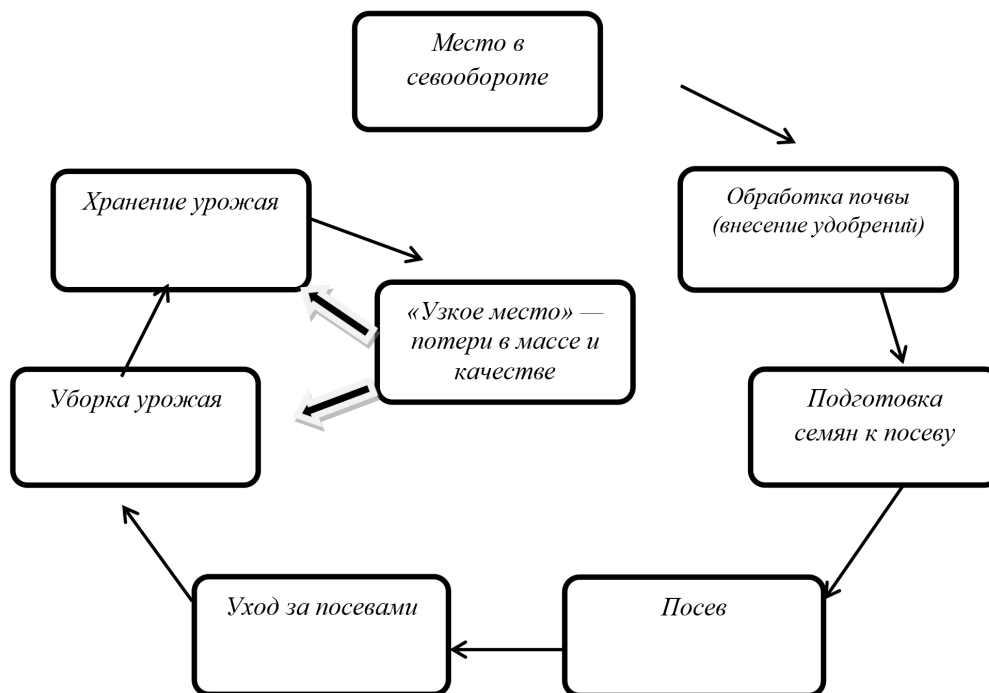 Место в
севообороте
Обработка почвы
(внесение удобрений)
Подготовка
семян к посеву
Посев
Уход за посевами
Уборка урожая
Хранение урожая
«Узкое место» —
потери в массе и
качестве